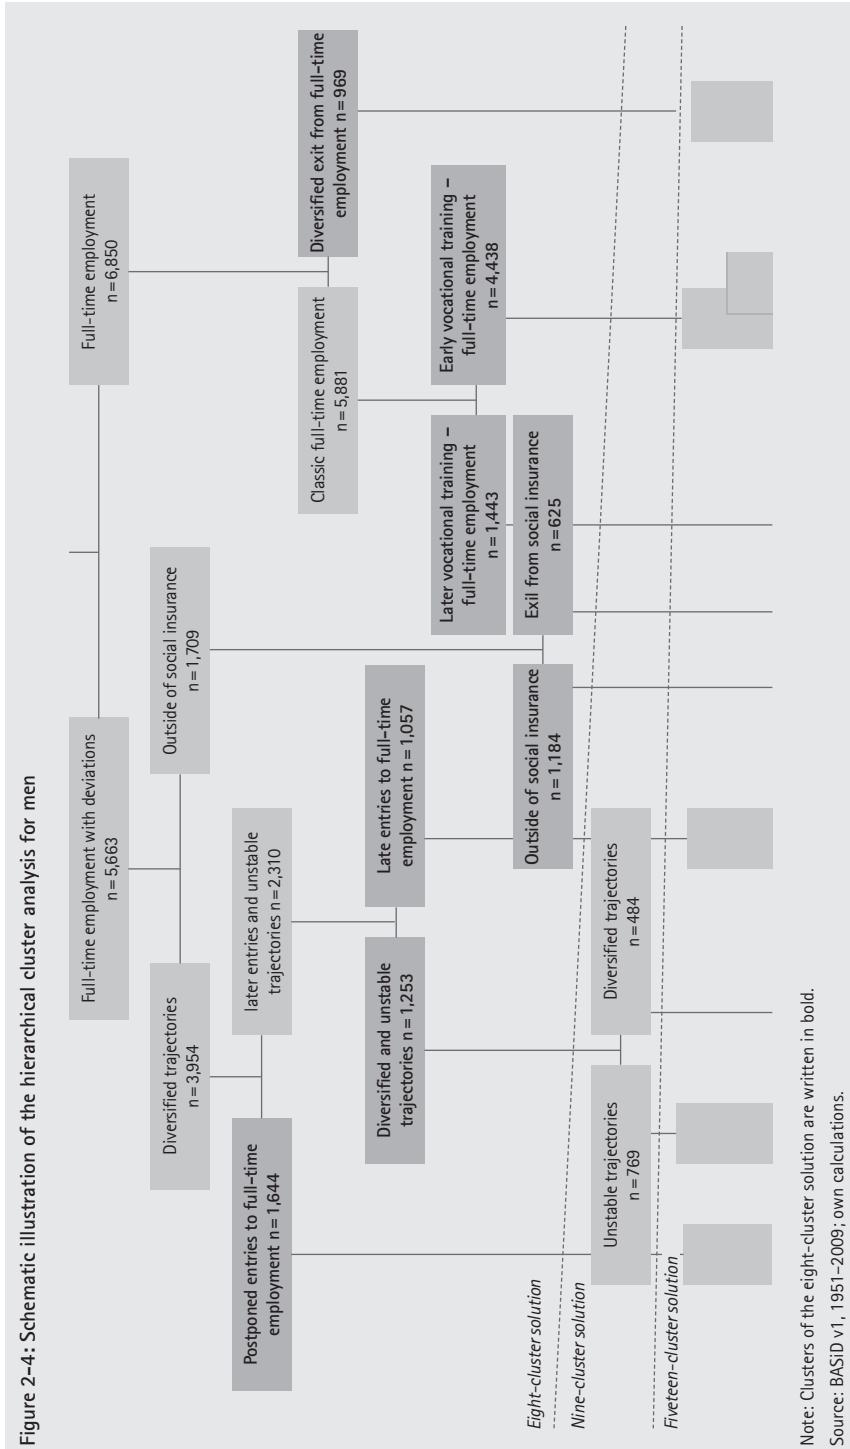 Figure 2-4: Schematic illustration of the hierarchical cluster analysis for men
Full-time employment with deviations
n=5,663
Full-time employment
n=6,850
Diversified trajectories
n=3,954
Outside of social insurance
n=1,709
Postponed entries to full-time
employment n=1,644
later entries and unstable
trajectories n=2,310
Classic full-time employment
n=5,881
Diversified exit from full-time
employment n=969
Diversified and unstable
trajectories n=1,253
Late entries to full-time
employment n=1,057
Later vocational training –
full-time employment
n=1,443
Early vocational training –
full-time employment
n=4,438
Outside of social insurance
n=1,184
Exil from social insurance
n=625
Eight-cluster solution
Nine-cluster solution
Unstable trajectories
n=769
Diversified trajectories
n=484
Fiveteen-cluster solution
Note: Clusters of the eight-cluster solution are written in bold.
Source: BASiD v1, 1951–2009; own calculations.